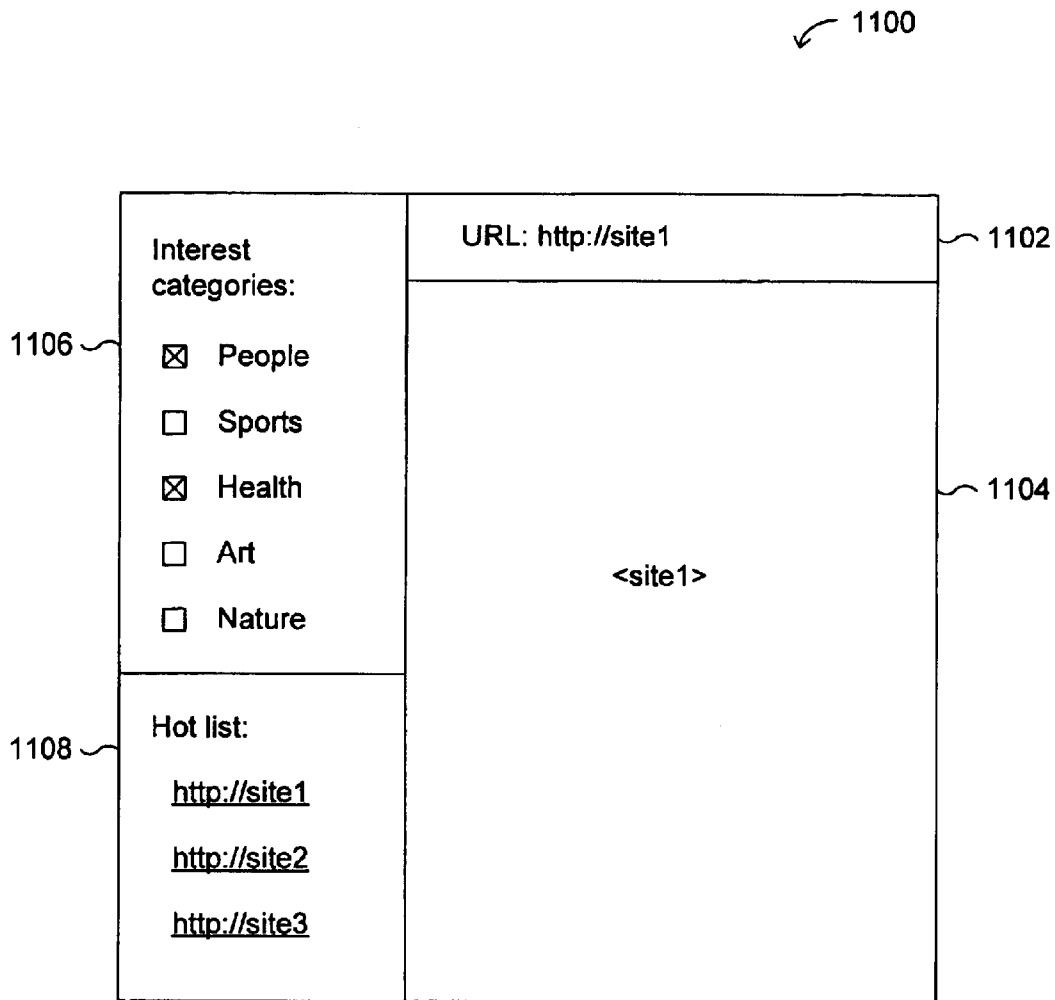 1100
Interest
categories:
People
Sports
Health
Art
Nature
1106
URL: http://site1
1102
<site1>
1104
Hot list:
http://site1
http://site2
http://site3
1108